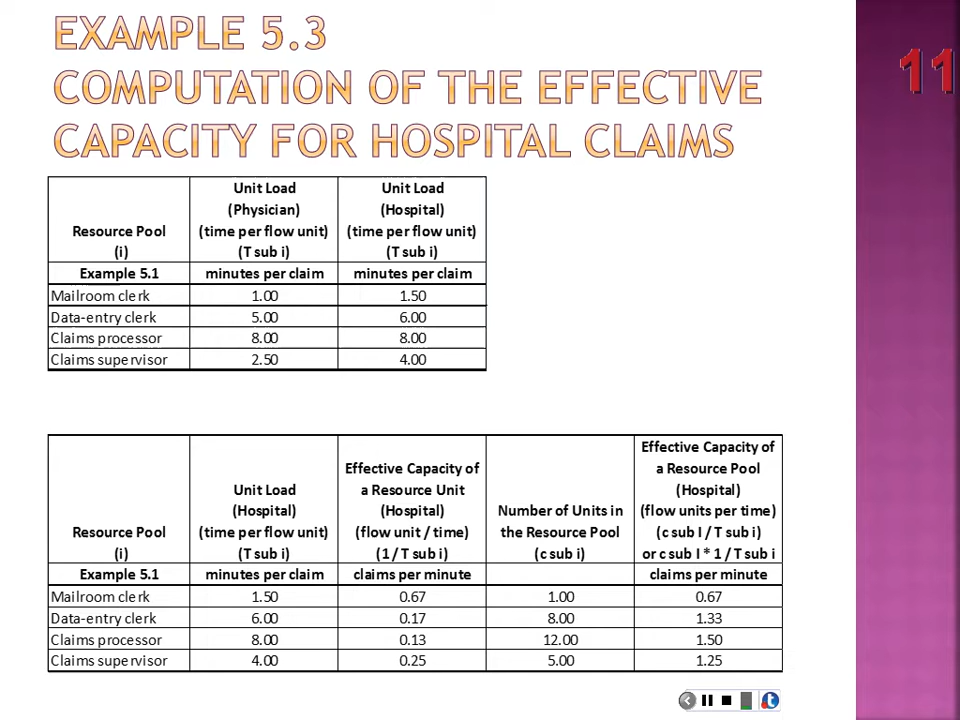 EXAMPLE 5.3
COMPUTATION OF THE EFFECTIVE
CAPACITY FOR HOSPITAL CLAIMS
11
Resource Pool (i) | Unit Load (Physician) (time per flow unit) (T sub i) | Unit Load (Hospital) (time per flow unit) (T sub i)
Example 5.1 | minutes per claim | minutes per claim
Mailroom clerk | 1.00 | 1.50
Data-entry clerk | 5.00 | 6.00
Claims processor | 8.00 | 8.00
Claims supervisor | 2.50 | 4.00
Resource Pool (i) | Unit Load (Hospital) (time per flow unit) (T sub i) | Effective Capacity of a Resource Unit (Hospital) (flow unit / time) (1 / T sub i) | Number of Units in the Resource Pool (c sub i) | Effective Capacity of a Resource Pool (Hospital) (flow units per time) (c sub I / T sub i) or c sub I * 1 / T sub i
Example 5.1 | minutes per claim | claims per minute | | claims per minute
Mailroom clerk | 1.50 | 0.67 | 1.00 | 0.67
Data-entry clerk | 6.00 | 0.17 | 8.00 | 1.33
Claims processor | 8.00 | 0.13 | 12.00 | 1.50
Claims supervisor | 4.00 | 0.25 | 5.00 | 1.25